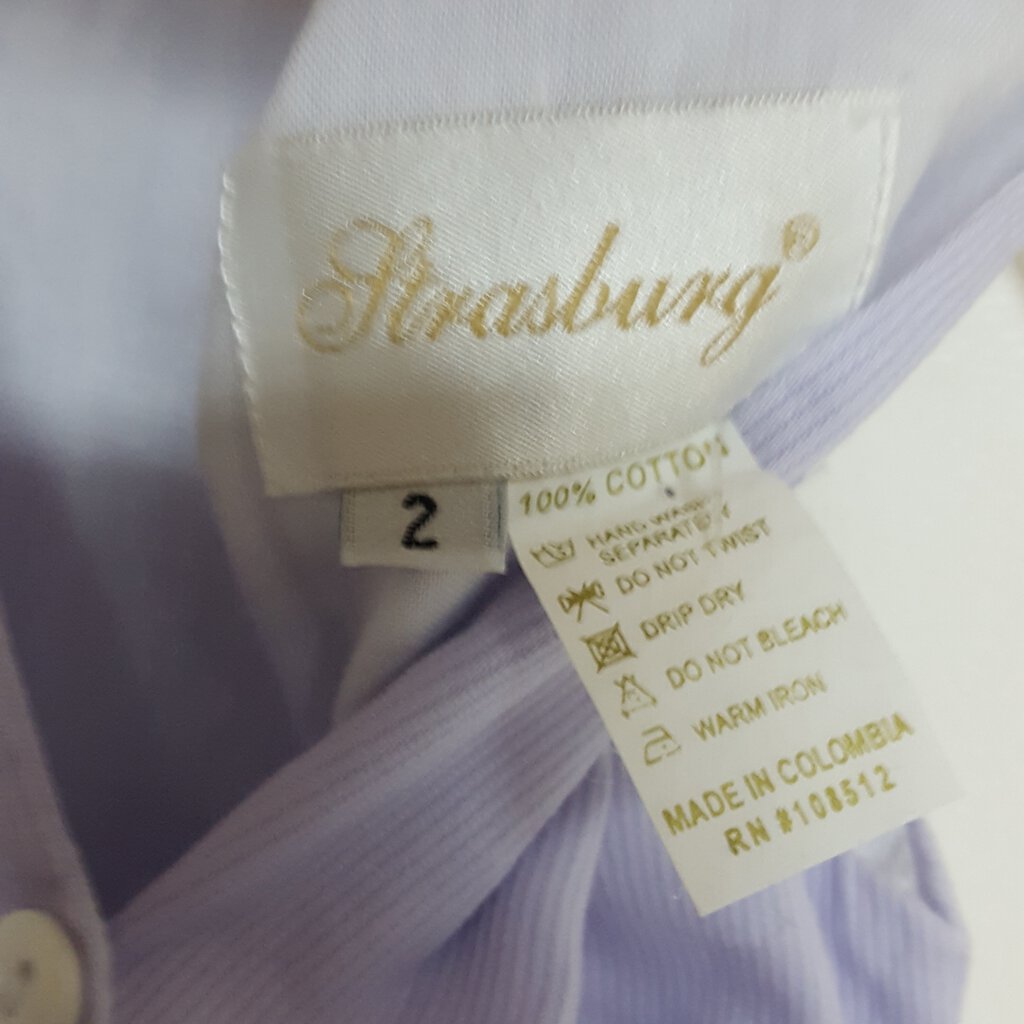 Strasburg®
2
100% COTTON
HAND WASH
SEPARATELY
DO NOT TWIST
DRIP DRY
DO NOT BLEACH
WARM IRON
MADE IN COLOMBIA
RN #108512